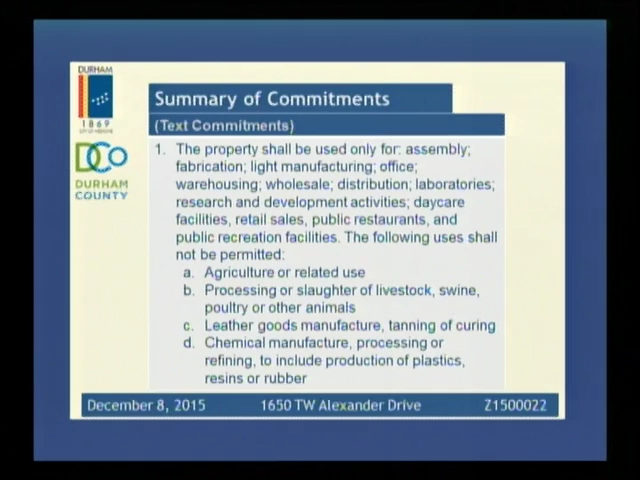 DURHAM
1869
CITY OF MEDICINE
DCo
DURHAM
COUNTY
Summary of Commitments
(Text Commitments)
1. The property shall be used only for: assembly;
fabrication; light manufacturing; office;
warehousing; wholesale; distribution; laboratories;
research and development activities; daycare
facilities, retail sales, public restaurants, and
public recreation facilities. The following uses shall
not be permitted:
a. Agriculture or related use
b. Processing or slaughter of livestock, swine,
poultry or other animals
c. Leather goods manufacture, tanning of curing
d. Chemical manufacture, processing or
refining, to include production of plastics,
resins or rubber
December 8, 2015 1650 TW Alexander Drive Z1500022